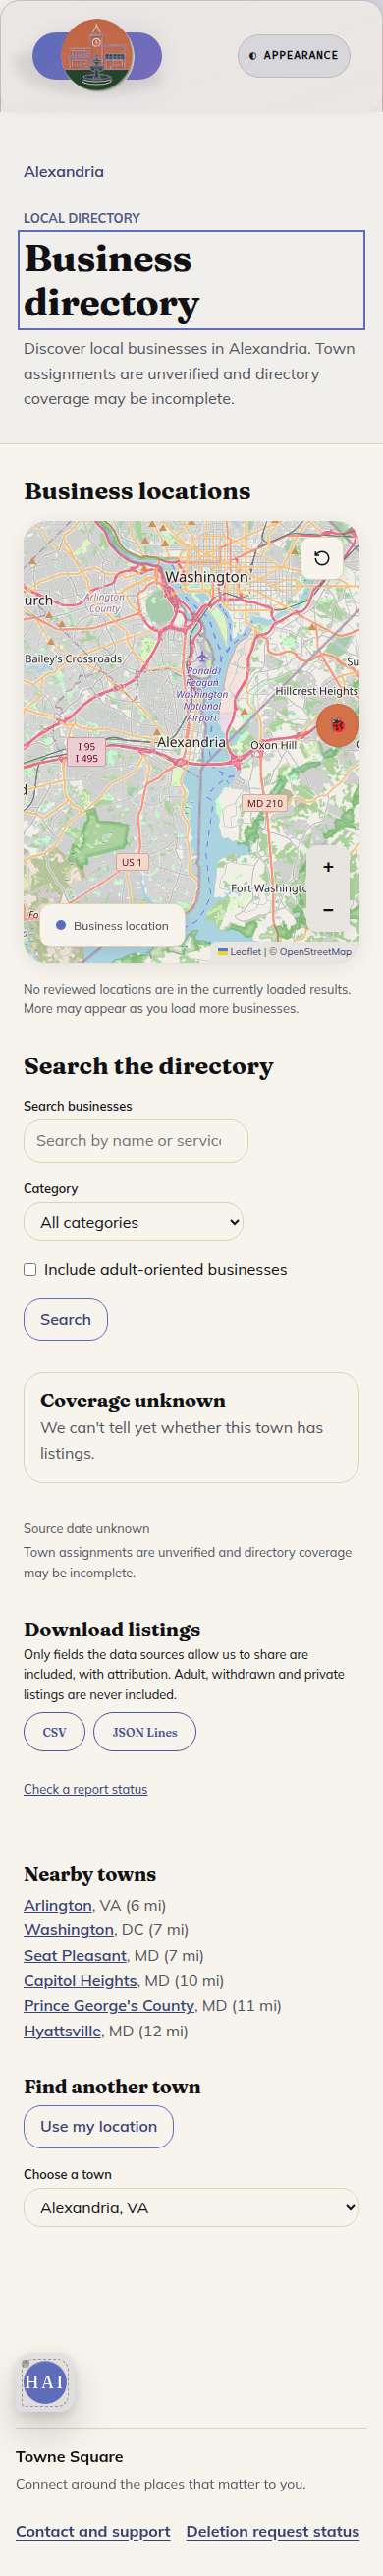 APPEARANCE
Alexandria
LOCAL DIRECTORY
Business
directory
Discover local businesses in Alexandria. Town
assignments are unverified and directory
coverage may be incomplete.
Business locations
Washington
urch
Arlington
County
Bailey's Crossroads
Su
Ronald
Reagan
Washington
National
Airport
Hillcrest Heights
Alexandria
Oxon Hill
I 95
I 495
d
MD 210
US 1
+
Fort Washingto
−
Fo
Business location
Leaflet | © OpenStreetMap
No reviewed locations are in the currently loaded results.
More may appear as you load more businesses.
Search the directory
Search businesses
Search by name or servic
Category
All categories
Include adult-oriented businesses
Search
Coverage unknown
We can't tell yet whether this town has
listings.
Source date unknown
Town assignments are unverified and directory coverage
may be incomplete.
Download listings
Only fields the data sources allow us to share are
included, with attribution. Adult, withdrawn and private
listings are never included.
CSV JSON Lines
Check a report status
Nearby towns
Arlington, VA (6 mi)
Washington, DC (7 mi)
Seat Pleasant, MD (7 mi)
Capitol Heights, MD (10 mi)
Prince George's County, MD (11 mi)
Hyattsville, MD (12 mi)
Find another town
Use my location
Choose a town
Alexandria, VA
HAI
Towne Square
Connect around the places that matter to you.
Contact and support Deletion request status